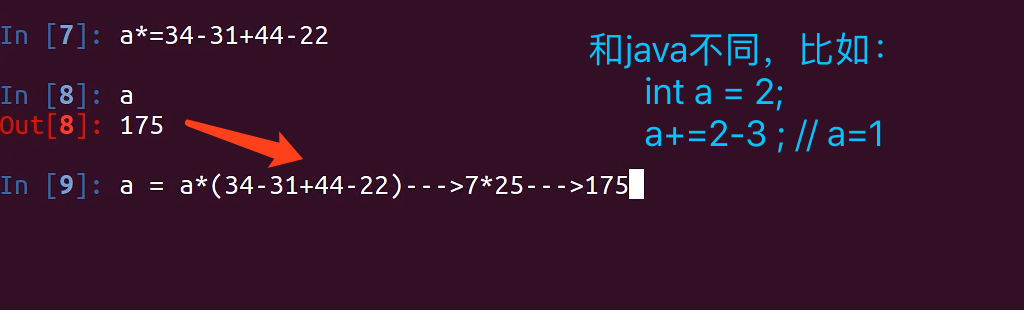 In [7]: a*=34-31+44-22
和java不同，比如：
int a = 2;
a+=2-3 ; // a=1
In [8]: a
Out[8]: 175
In [9]: a = a*(34-31+44-22)--->7*25--->175